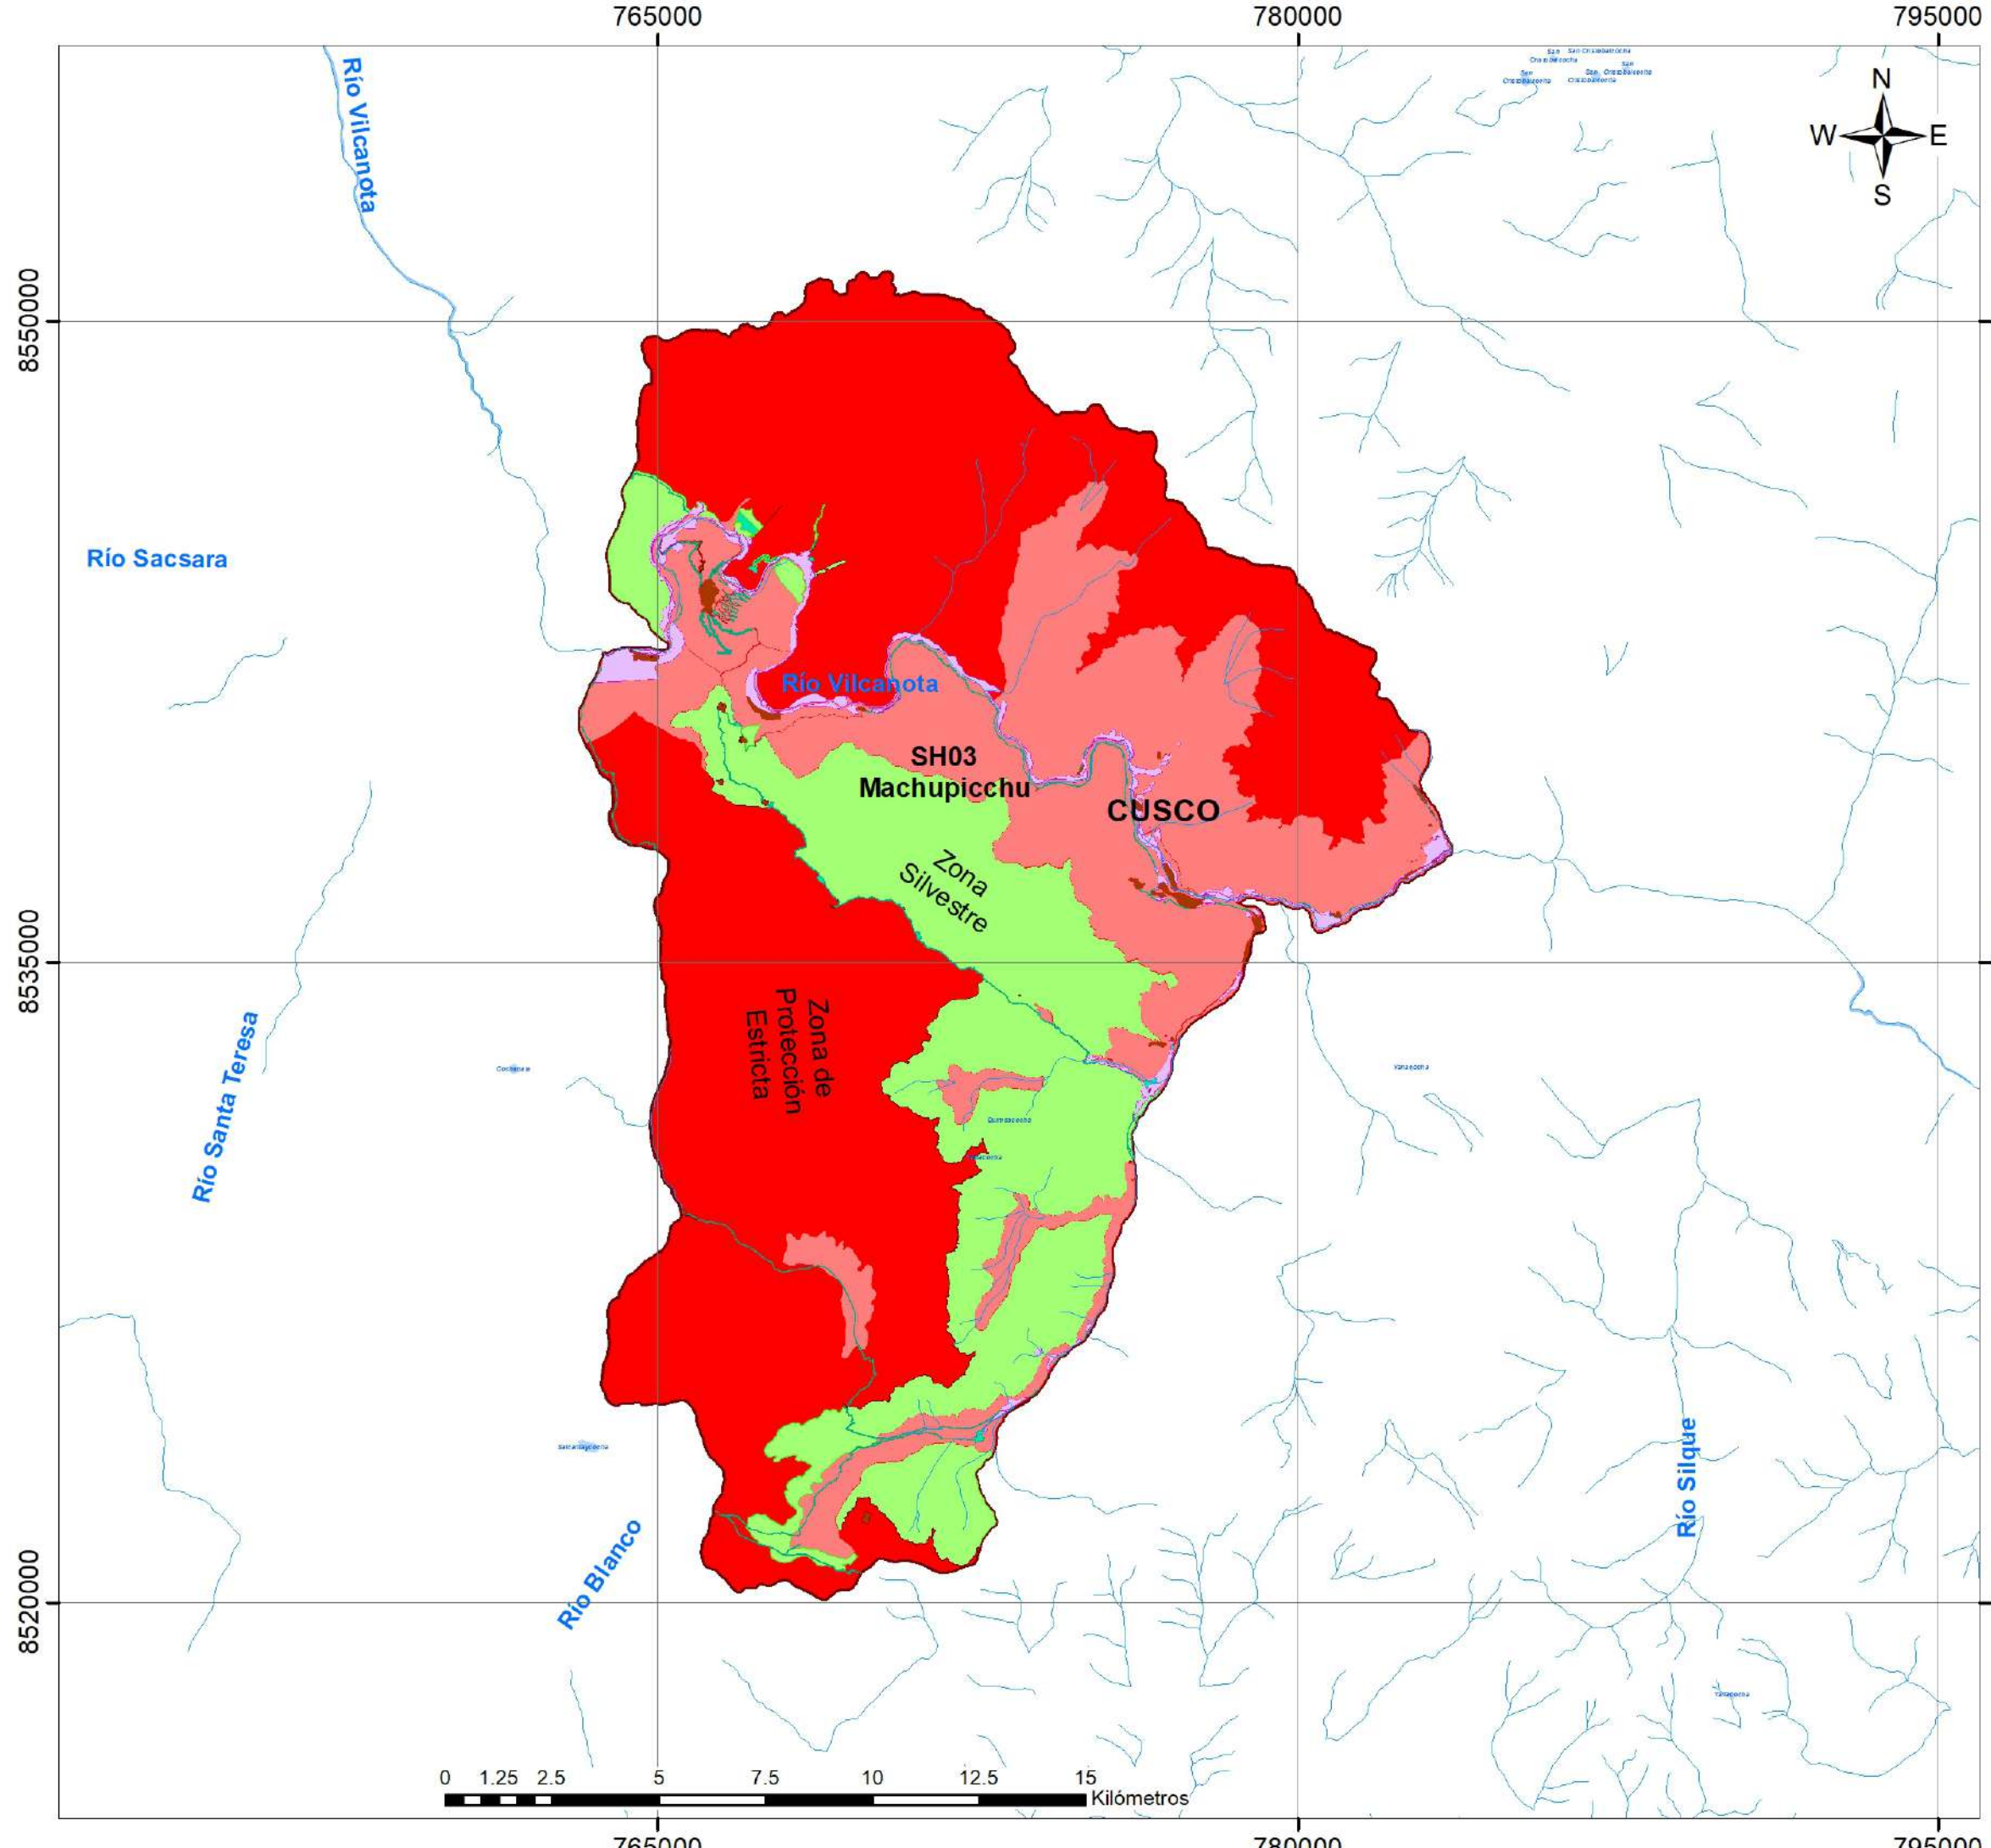 765000
780000
795000
Río Vilcanota
N
W
E
S
8550000
Río Sacsara
Río Vilcanota
SH03
Machupicchu
CUSCO
Zona
Silvestre
8535000
Zona de
Protección
Estricta
Río Santa Teresa
Yanacocha
Río Silque
Río Blanco
8520000
Yanacocha
0 1.25 2.5 5 7.5 10 12.5 15
Kilómetros
765000
780000
795000